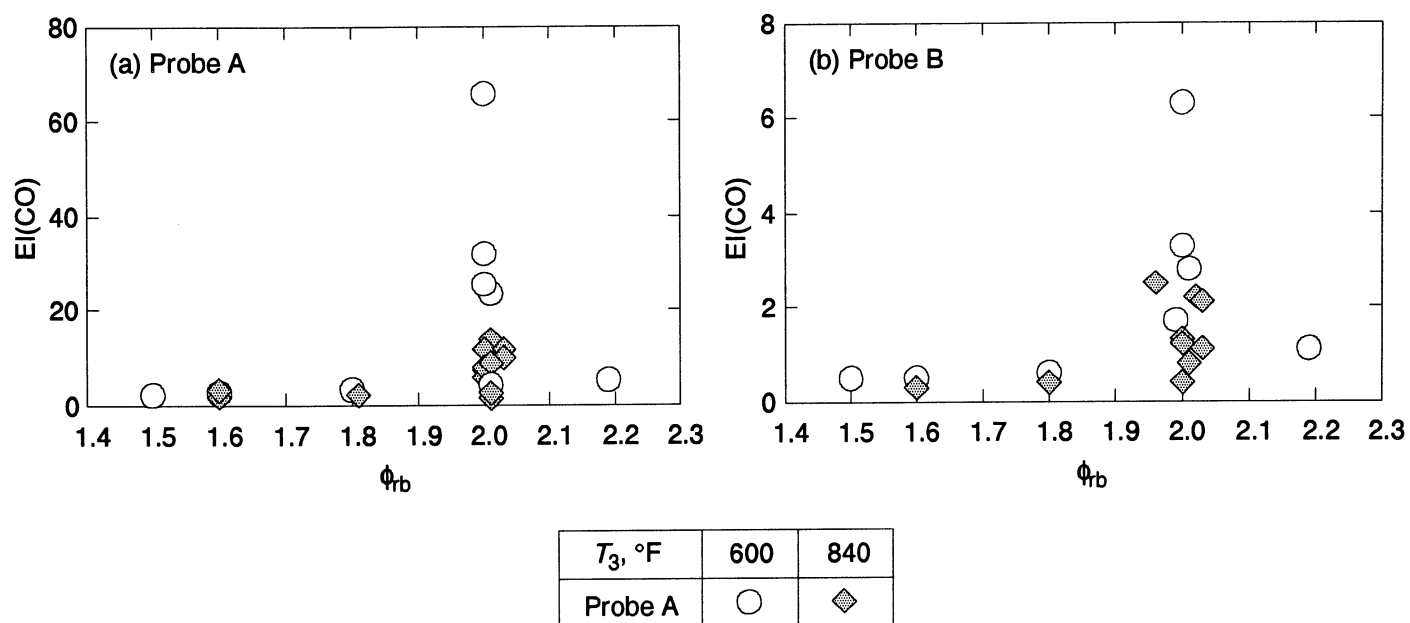 (a) Probe A
80
60
40
20
0
EI(CO)
1.4 1.5 1.6 1.7 1.8 1.9 2.0 2.1 2.2 2.3
ϕrb
(b) Probe B
8
6
4
2
0
EI(CO)
1.4 1.5 1.6 1.7 1.8 1.9 2.0 2.1 2.2 2.3
ϕrb
T3, °F 600 840
Probe A